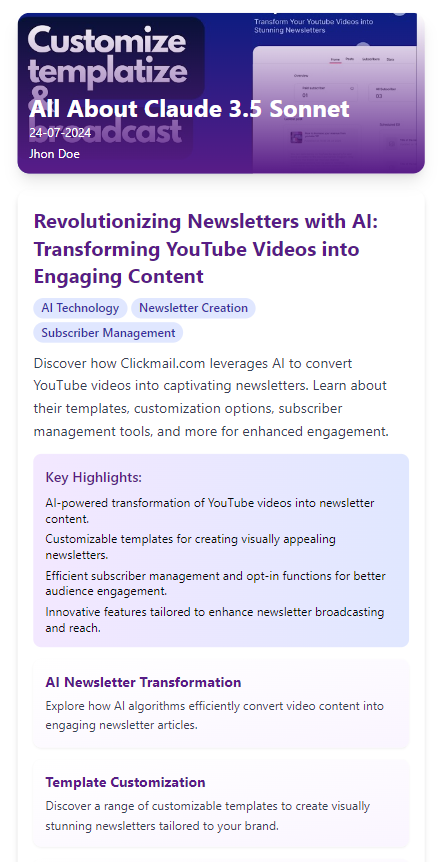 Customize
templatize
&
broadcast
Transform Your Youtube Videos into
Stunning Newsletters
All About Claude 3.5 Sonnet
24-07-2024
Jhon Doe
Revolutionizing Newsletters with AI:
Transforming YouTube Videos into
Engaging Content
AI Technology
Newsletter Creation
Subscriber Management
Discover how Clickmail.com leverages AI to convert
YouTube videos into captivating newsletters. Learn about
their templates, customization options, subscriber
management tools, and more for enhanced engagement.
Key Highlights:
AI-powered transformation of YouTube videos into newsletter
content.
Customizable templates for creating visually appealing
newsletters.
Efficient subscriber management and opt-in functions for better
audience engagement.
Innovative features tailored to enhance newsletter broadcasting
and reach.
AI Newsletter Transformation
Explore how AI algorithms efficiently convert video content into
engaging newsletter articles.
Template Customization
Discover a range of customizable templates to create visually
stunning newsletters tailored to your brand.